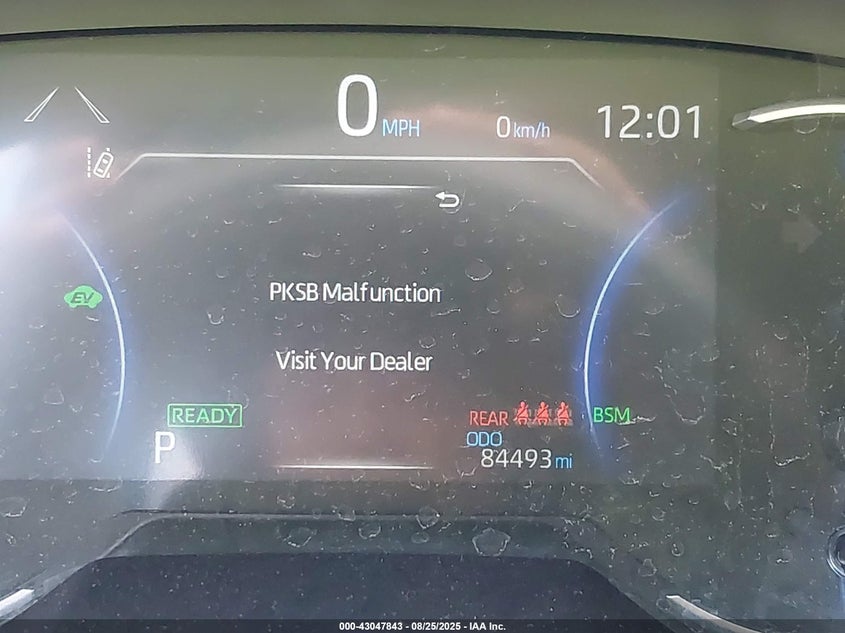 0 MPH
0 km/h
12:01
EV
PKSB Malfunction
Visit Your Dealer
READY
REAR
BSM
P
ODO
84493 mi
000-43047843 - 08/25/2025 - IAA Inc.